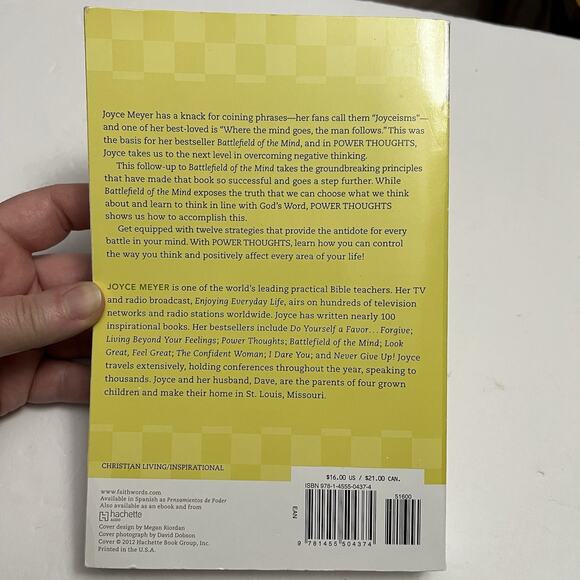 Joyce Meyer has a knack for coining phrases—her fans call them "Joyceisms"—
and one of her best-loved is "Where the mind goes, the man follows." This was
the basis for her bestseller Battlefield of the Mind, and in POWER THOUGHTS,
Joyce takes us to the next level in overcoming negative thinking.
This follow-up to Battlefield of the Mind takes the groundbreaking principles
that have made that book so successful and goes a step further. While
Battlefield of the Mind exposes the truth that we can choose what we think
about and learn to think in line with God's Word, POWER THOUGHTS
shows us how to accomplish this.
Get equipped with twelve strategies that provide the antidote for every
battle in your mind. With POWER THOUGHTS, learn how you can control
the way you think and positively affect every area of your life!
JOYCE MEYER is one of the world's leading practical Bible teachers. Her TV
and radio broadcast, Enjoying Everyday Life, airs on hundreds of television
networks and radio stations worldwide. Joyce has written nearly 100
inspirational books. Her bestsellers include Do Yourself a Favor...Forgive;
Living Beyond Your Feelings; Power Thoughts; Battlefield of the Mind; Look
Great, Feel Great; The Confident Woman; I Dare You; and Never Give Up! Joyce
travels extensively, holding conferences throughout the year, speaking to
thousands. Joyce and her husband, Dave, are the parents of four grown
children and make their home in St. Louis, Missouri.
CHRISTIAN LIVING/INSPIRATIONAL
www.faithwords.com
Available in Spanish as Pensamientos de Poder
Also available as an ebook and from
hachette
AUDIO
Cover design by Megan Riordan
Cover photograph by David Dobson
Cover © 2012 Hachette Book Group, Inc.
Printed in the U.S.A.
$16.00 US / $21.00 CAN.
ISBN 978-1-4555-0437-4
51600
EAN
9 781455 504374